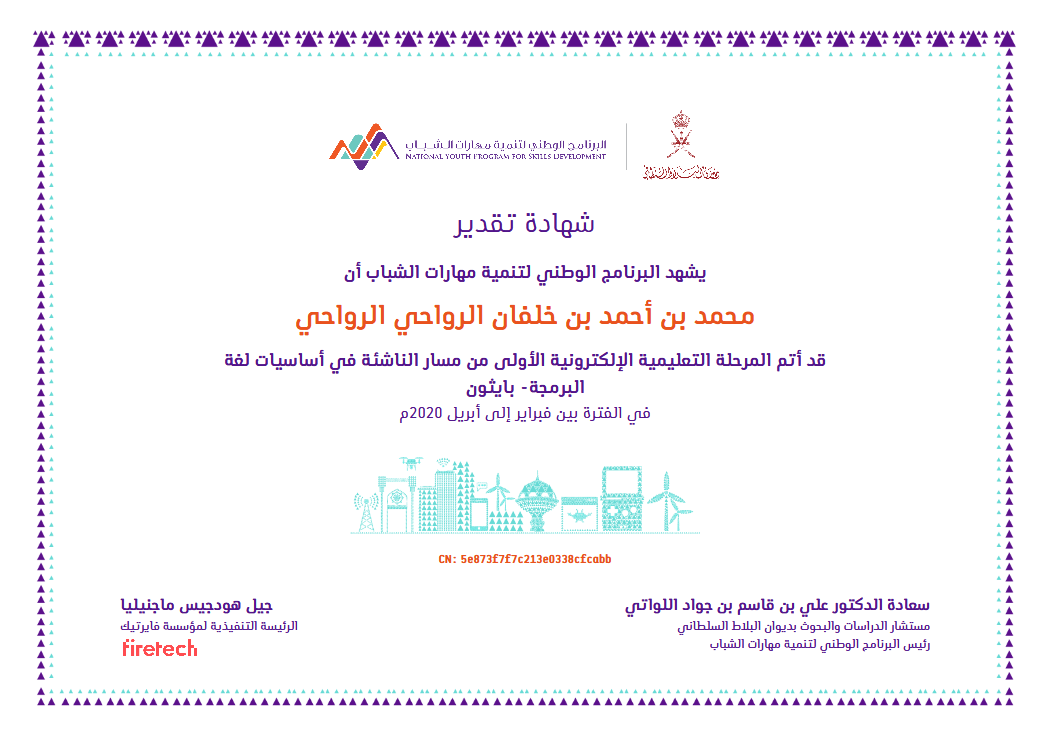 البرنامج الوطني لتنمية مهارات الشباب
NATIONAL YOUTH PROGRAM FOR SKILLS DEVELOPMENT
شهادة تقدير
يشهد البرنامج الوطني لتنمية مهارات الشباب أن
محمد بن أحمد بن خلفان الرواحي الرواحي
قد أتم المرحلة التعليمية الإلكترونية الأولى من مسار الناشئة في أساسيات لغة
البرمجة- بايثون
في الفترة بين فبراير إلى أبريل 2020م
CN: 5e873f7f7c213e0338cfcabb
سعادة الدكتور علي بن قاسم بن جواد اللواتي
مستشار الدراسات والبحوث بديوان البلاط السلطاني
رئيس البرنامج الوطني لتنمية مهارات الشباب
جيل هودجيس ماجنيليا
الرئيسة التنفيذية لمؤسسة فايرتيك
firetech